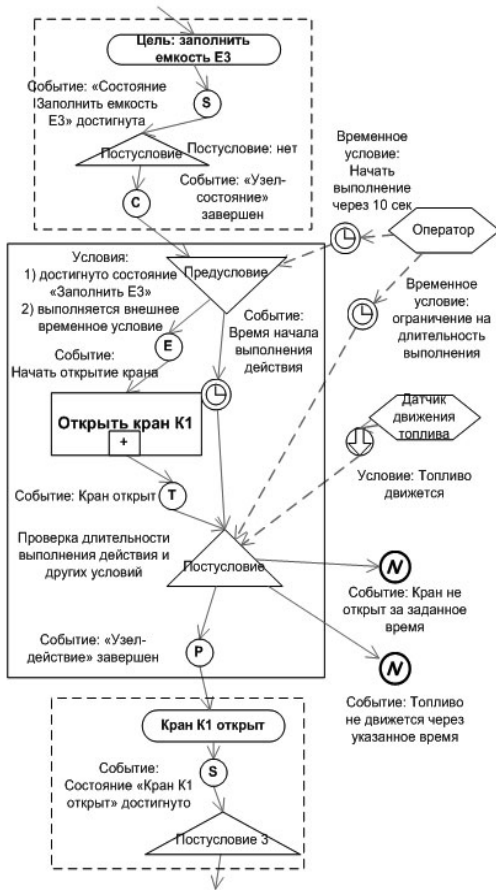 Цель: заполнить
емкость Е3
Событие: «Состояние
Заполнить емкость
Е3» достигнута
S
Постусловие
Постусловие: нет
C
Событие: «Узел-
состояние»
завершен
Временное
условие:
Начать
выполнение
через 10 сек
Оператор
Условия:
1) достигнуто состояние
«Заполнить Е3»
2) выполняется внешнее
временное условие
Предусловие
Временное
условие:
ограничение на
длительность
выполнения
E
Событие:
Время начала
выполнения
действия
Событие:
Начать открытие крана
Открыть кран К1
+
Датчик
движения
топлива
Условие: Топливо
движется
Событие: Кран открыт
T
Проверка длительности
выполнения действия и
других условий
Постусловие
N
Событие: Кран не
открыт за заданное
время
Событие: «Узел-
действие» завершен
P
N
Событие: Топливо
не движется через
указанное время
Кран К1 открыт
S
Событие:
Состояние «Кран К1
открыт» достигнуто
Постусловие 3